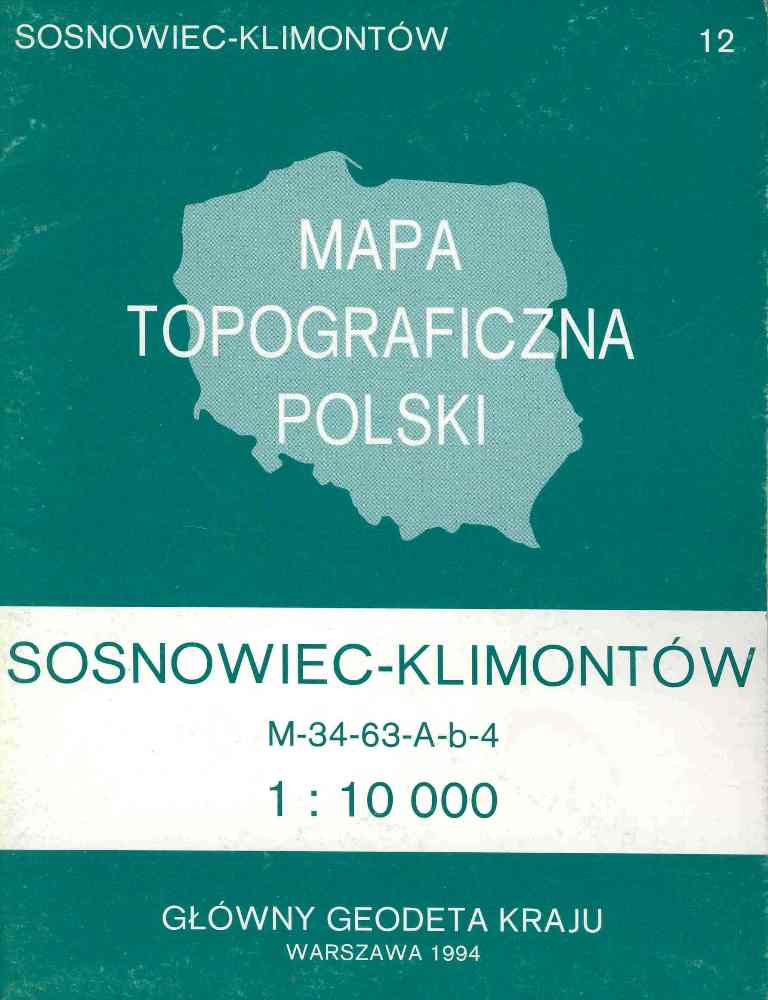 SOSNOWIEC-KLIMONTÓW 12
MAPA
TOPOGRAFICZNA
POLSKI
SOSNOWIEC-KLIMONTÓW
M-34-63-A-b-4
1 : 10 000
GŁÓWNY GEODETA KRAJU
WARSZAWA 1994